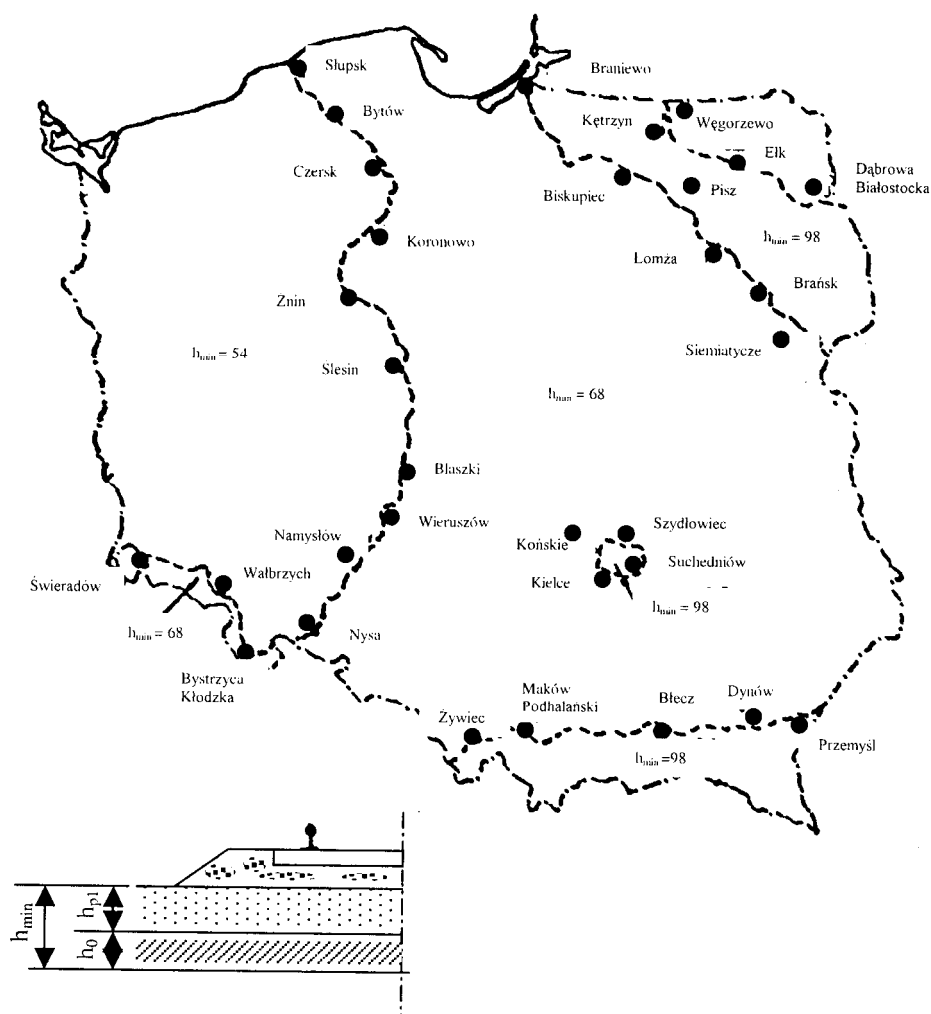 Słupsk
Braniewo
Bytów
Kętrzyn
Węgorzewo
Ełk
Czersk
Dąbrowa
Białostocka
Biskupiec
Pisz
Koronowo
hmin = 98
Łomża
Brańsk
Żnin
Siemiatycze
hmin = 54
Ślesin
hmin = 68
Błaszki
Wieruszów
Szydłowiec
Namysłów
Końskie
Suchedniów
Wałbrzych
Kielce
Świeradów
hmin = 98
hmin = 68
Nysa
Bystrzyca
Kłodzka
Maków
Podhalański
Błecz
Dynów
Żywiec
Przemyśl
hmin =98
hmin
hp1
h0